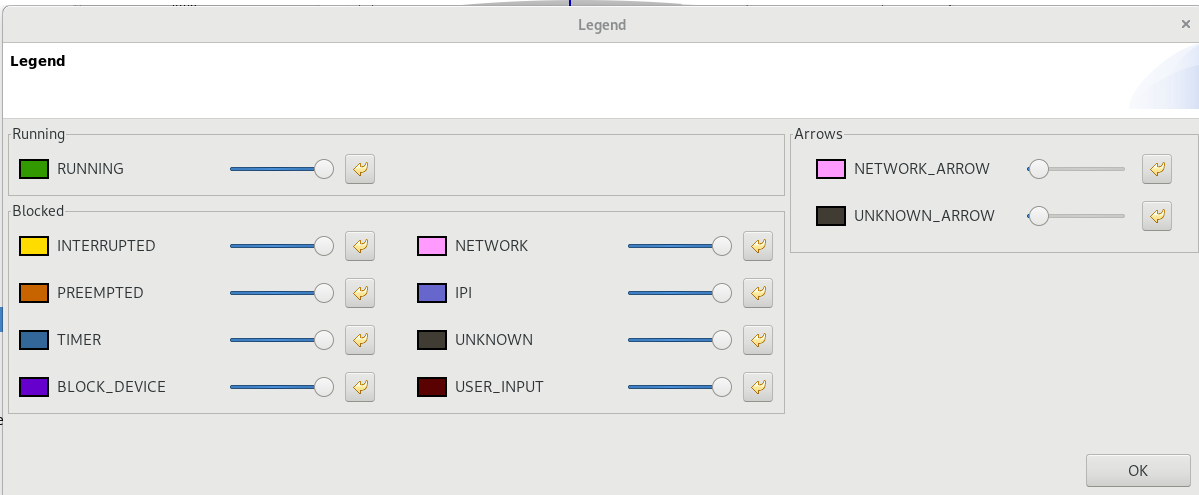 Legend
Legend
Running
RUNNING
Blocked
INTERRUPTED
NETWORK
PREEMPTED
IPI
TIMER
UNKNOWN
BLOCK_DEVICE
USER_INPUT
Arrows
NETWORK_ARROW
UNKNOWN_ARROW
OK